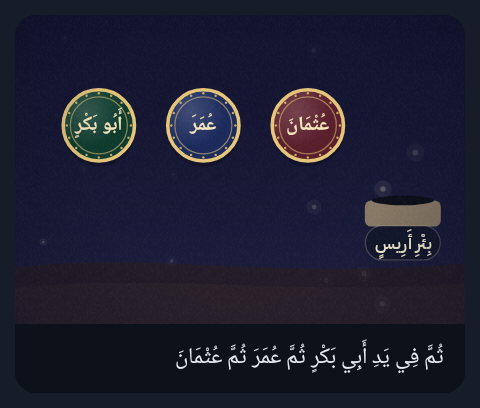 أَبُو بَكْرٍ
عُمَرَ
عُثْمَانَ
بِئْرِ أَرِيسٍ
ثُمَّ فِي يَدِ أَبِي بَكْرٍ ثُمَّ عُمَرَ ثُمَّ عُثْمَانَ